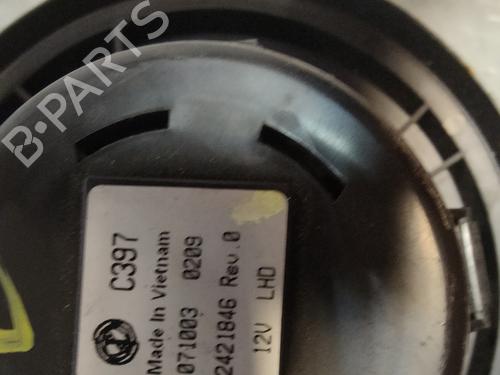 B-PARTS
C397
Made In Vietnam
071003 0209
2421846 Rev.0
12V LHD